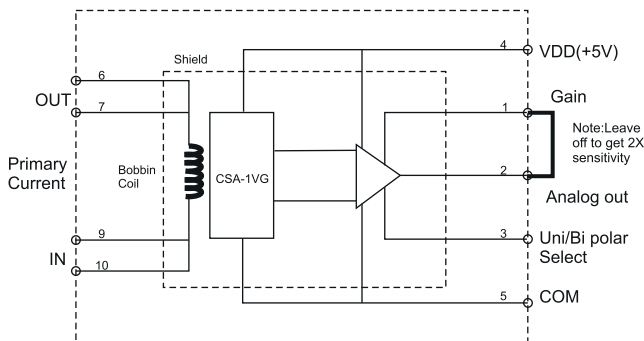 4
VDD(+5V)
Shield
6
OUT
7
1
Gain
Note:Leave
off to get 2X
sensitivity
Primary
Current
Bobbin
Coil
CSA-1VG
2
Analog out
9
IN
10
3
Uni/Bi polar
Select
5
COM